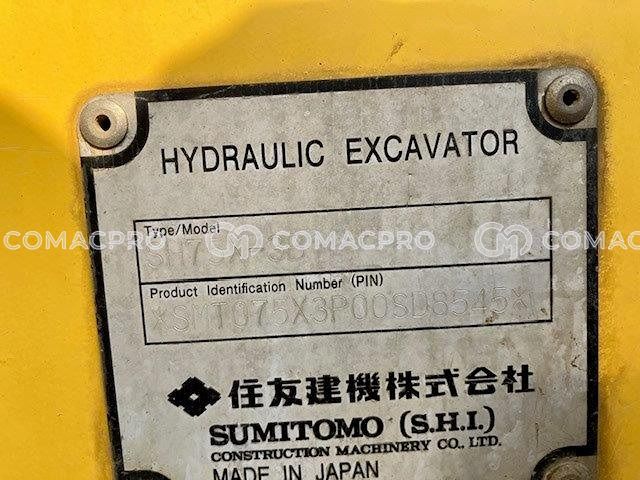 HYDRAULIC EXCAVATOR
Type/Model
COMACPRO COMACPRO COMACPRO
Product Identification Number (PIN)
*SMT075X3P00SD8545*
住友建機株式会社
SUMITOMO (S.H.I.)
CONSTRUCTION MACHINERY CO., LTD.
MADE IN JAPAN